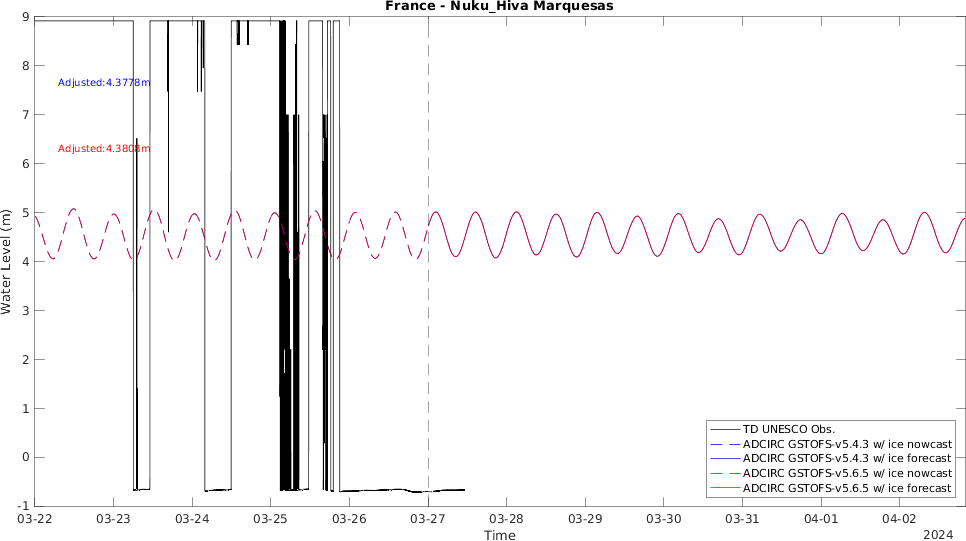 France - Nuku_Hiva Marquesas
9
8
7
6
5
4
3
2
1
0
-1
Water Level (m)
Adjusted:4.3778m
Adjusted:4.3808m
TD UNESCO Obs.
ADCIRC GSTOFS-v5.4.3 w/ ice nowcast
ADCIRC GSTOFS-v5.4.3 w/ ice forecast
ADCIRC GSTOFS-v5.6.5 w/ ice nowcast
ADCIRC GSTOFS-v5.6.5 w/ ice forecast
03-22 03-23 03-24 03-25 03-26 03-27 03-28 03-29 03-30 03-31 04-01 04-02
Time
2024